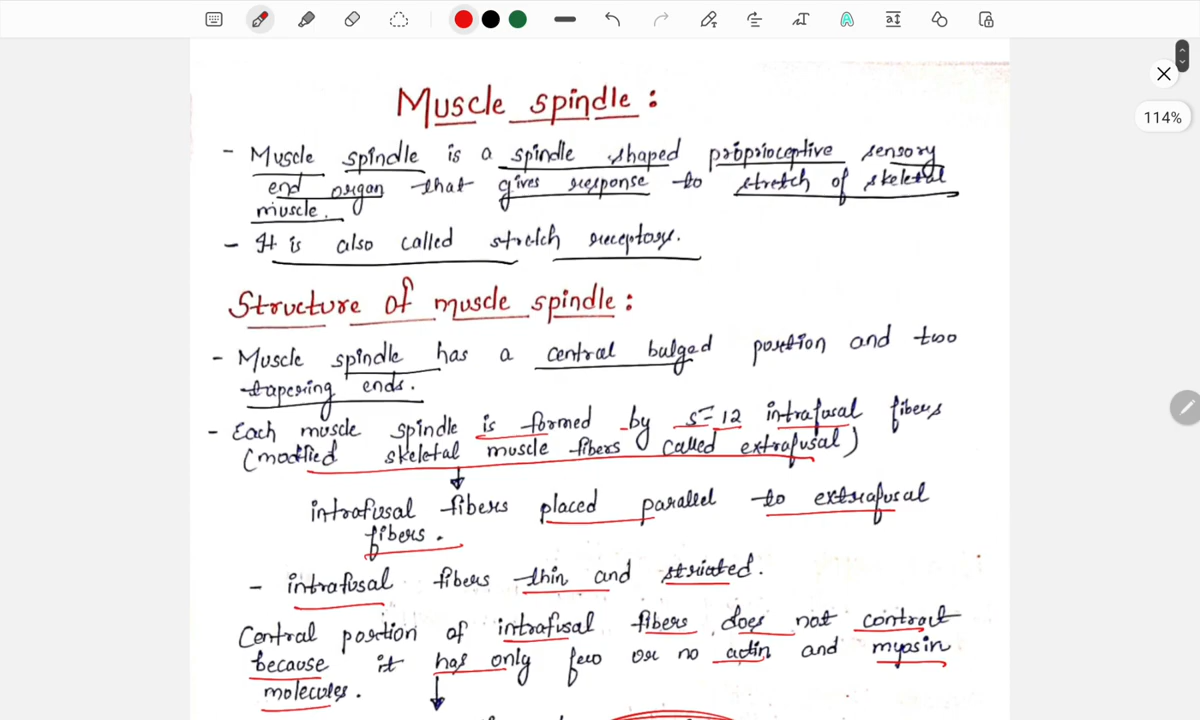 114%
Muscle spindle :
- Muscle spindle is a spindle shaped proprioceptive sensory
end organ that gives response to stretch of skeletal
muscle.
- It is also called stretch receptors.
Structure of muscle spindle :
- Muscle spindle has a central bulged portion and two
tapering ends.
- Each muscle spindle is formed by 5-12 intrafusal fibers
(modified skeletal muscle fibers called extrafusal)
intrafusal fibers placed parallel to extrafusal
fibers.
- intrafusal fibers thin and striated.
Central portion of intrafusal fibers does not contract
because it has only few or no actin and myosin
molecules.